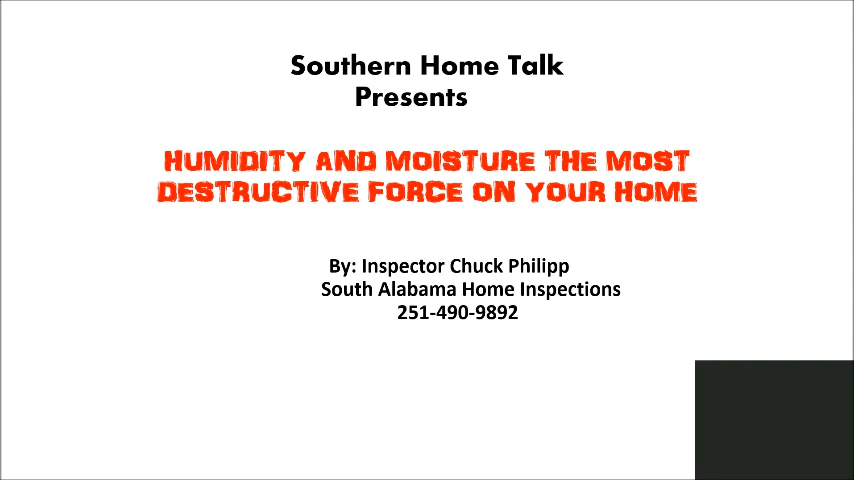 Southern Home Talk
Presents
HUMIDITY AND MOISTURE THE MOST
DESTRUCTIVE FORCE ON YOUR HOME
By: Inspector Chuck Philipp
South Alabama Home Inspections
251-490-9892